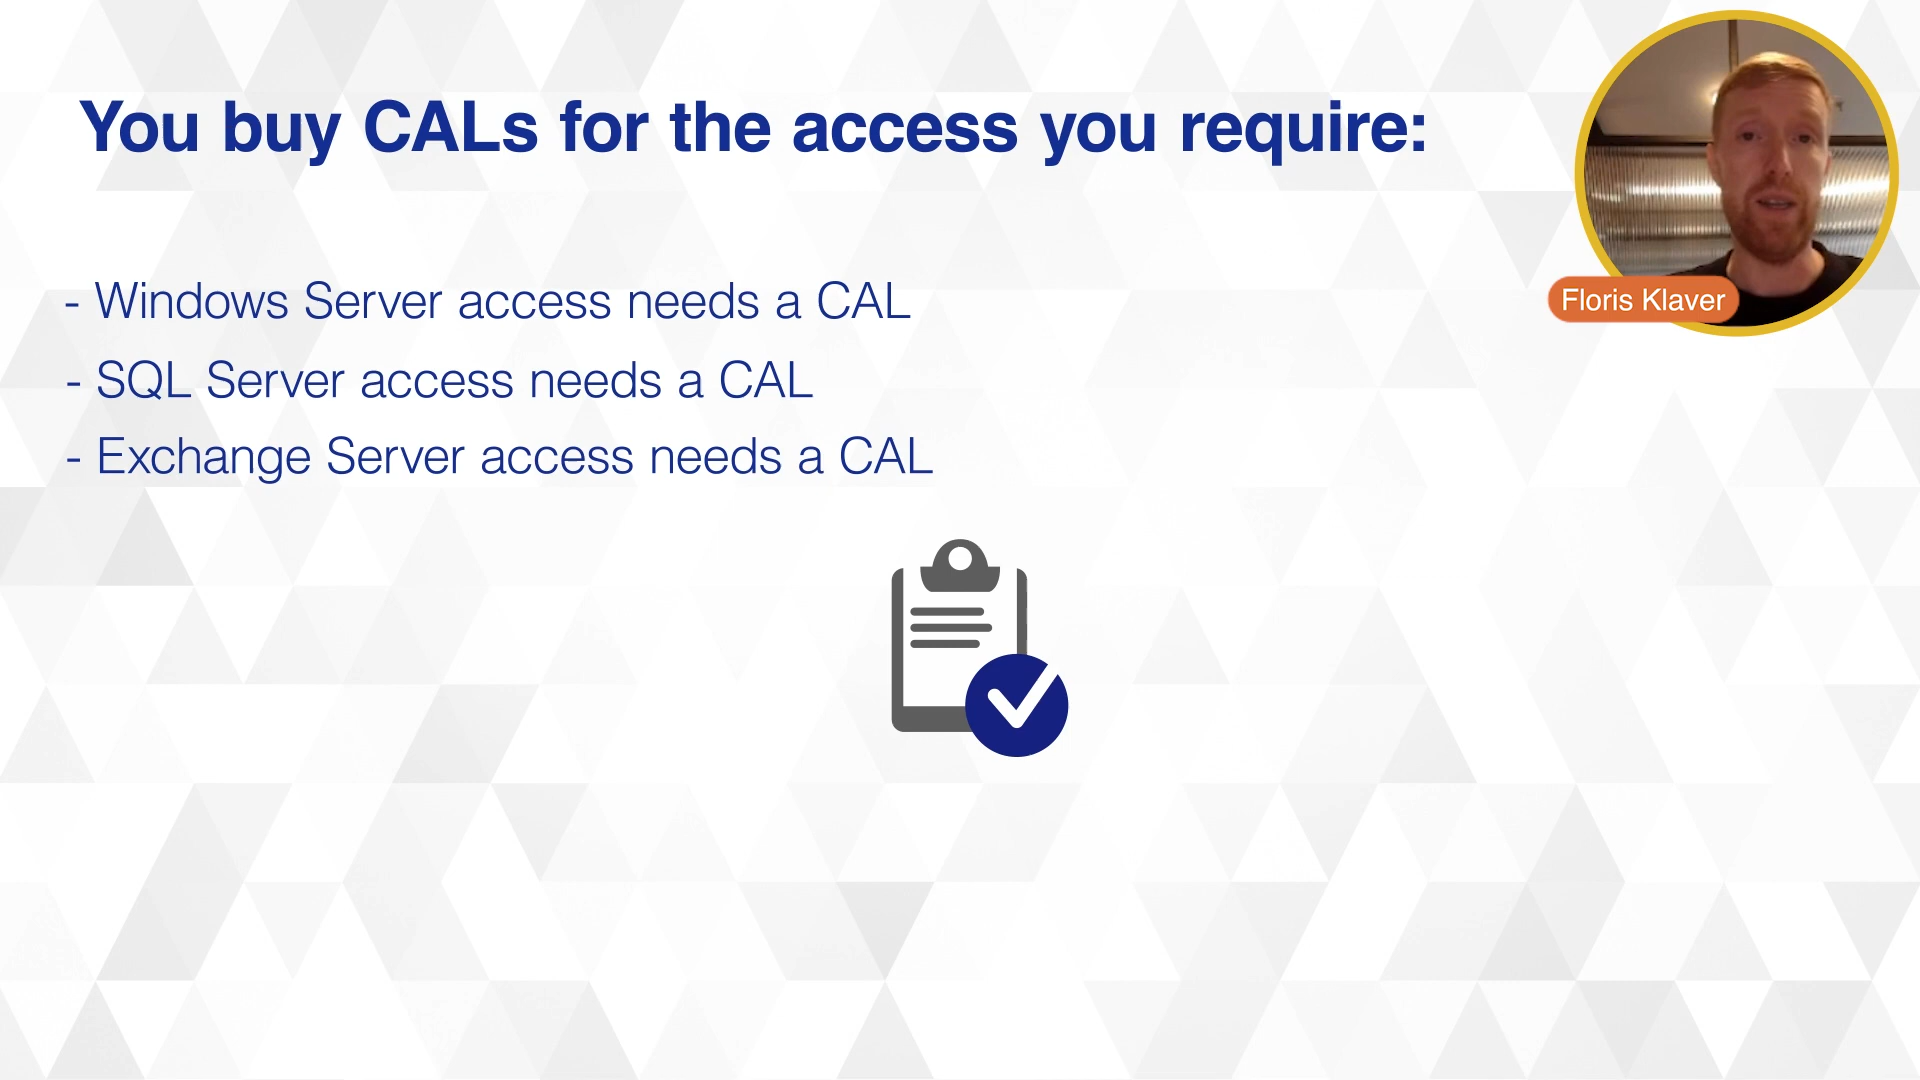 You buy CALs for the access you require:
- Windows Server access needs a CAL
- SQL Server access needs a CAL
- Exchange Server access needs a CAL
Floris Klaver